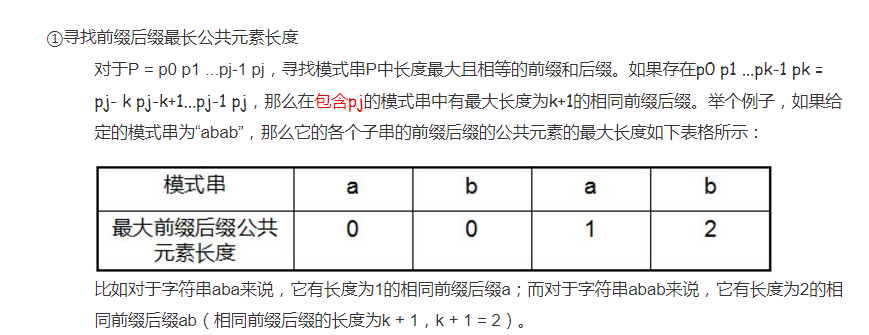 ①寻找前缀后缀最长公共元素长度
对于P = p0 p1 ...pj-1 pj，寻找模式串P中长度最大且相等的前缀和后缀。如果存在p0 p1 ...pk-1 pk =
pj- k pj-k+1...pj-1 pj，那么在包含pj的模式串中有最大长度为k+1的相同前缀后缀。举个例子，如果给
定的模式串为“abab”，那么它的各个子串的前缀后缀的公共元素的最大长度如下表格所示：
模式串 a b a b
最大前缀后缀公共 0 0 1 2
元素长度
比如对于字符串aba来说，它有长度为1的相同前缀后缀a；而对于字符串abab来说，它有长度为2的相
同前缀后缀ab（相同前缀后缀的长度为k + 1，k + 1 = 2）。